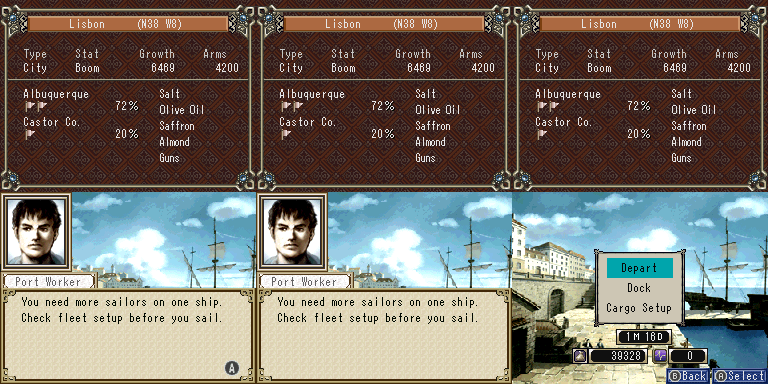 Lisbon (N38 W8)
Type Stat Growth Arms
City Boom 6469 4200
Albuquerque 72%
Castor Co. 20%
Salt
Olive Oil
Saffron
Almond
Guns
Lisbon (N38 W8)
Type Stat Growth Arms
City Boom 6469 4200
Albuquerque 72%
Castor Co. 20%
Salt
Olive Oil
Saffron
Almond
Guns
Lisbon (N38 W8)
Type Stat Growth Arms
City Boom 6469 4200
Albuquerque 72%
Castor Co. 20%
Salt
Olive Oil
Saffron
Almond
Guns
Port Worker
You need more sailors on one ship.
Check fleet setup before you sail.
A
Port Worker
You need more sailors on one ship.
Check fleet setup before you sail.
Depart
Dock
Cargo Setup
1M 16D
39328 0
B Back A Select